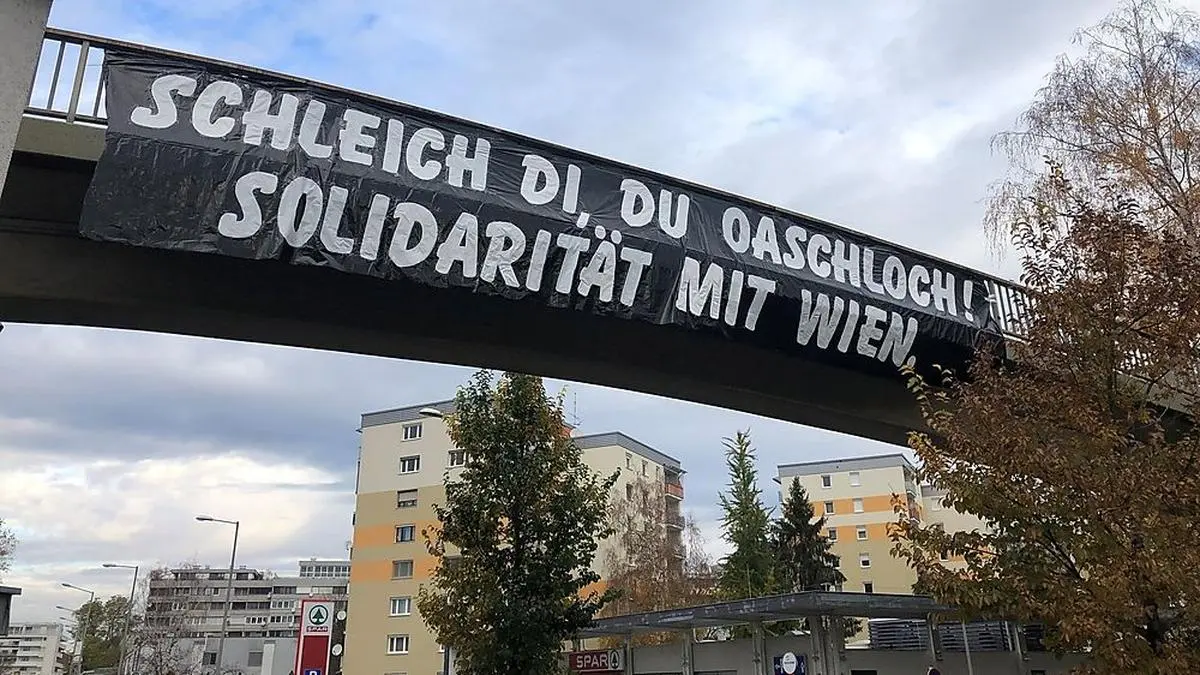 SCHLEICH DI, DU OASCHLOCH!
SOLIDARITÄT MIT WIEN.
SPAR
P
SPAR